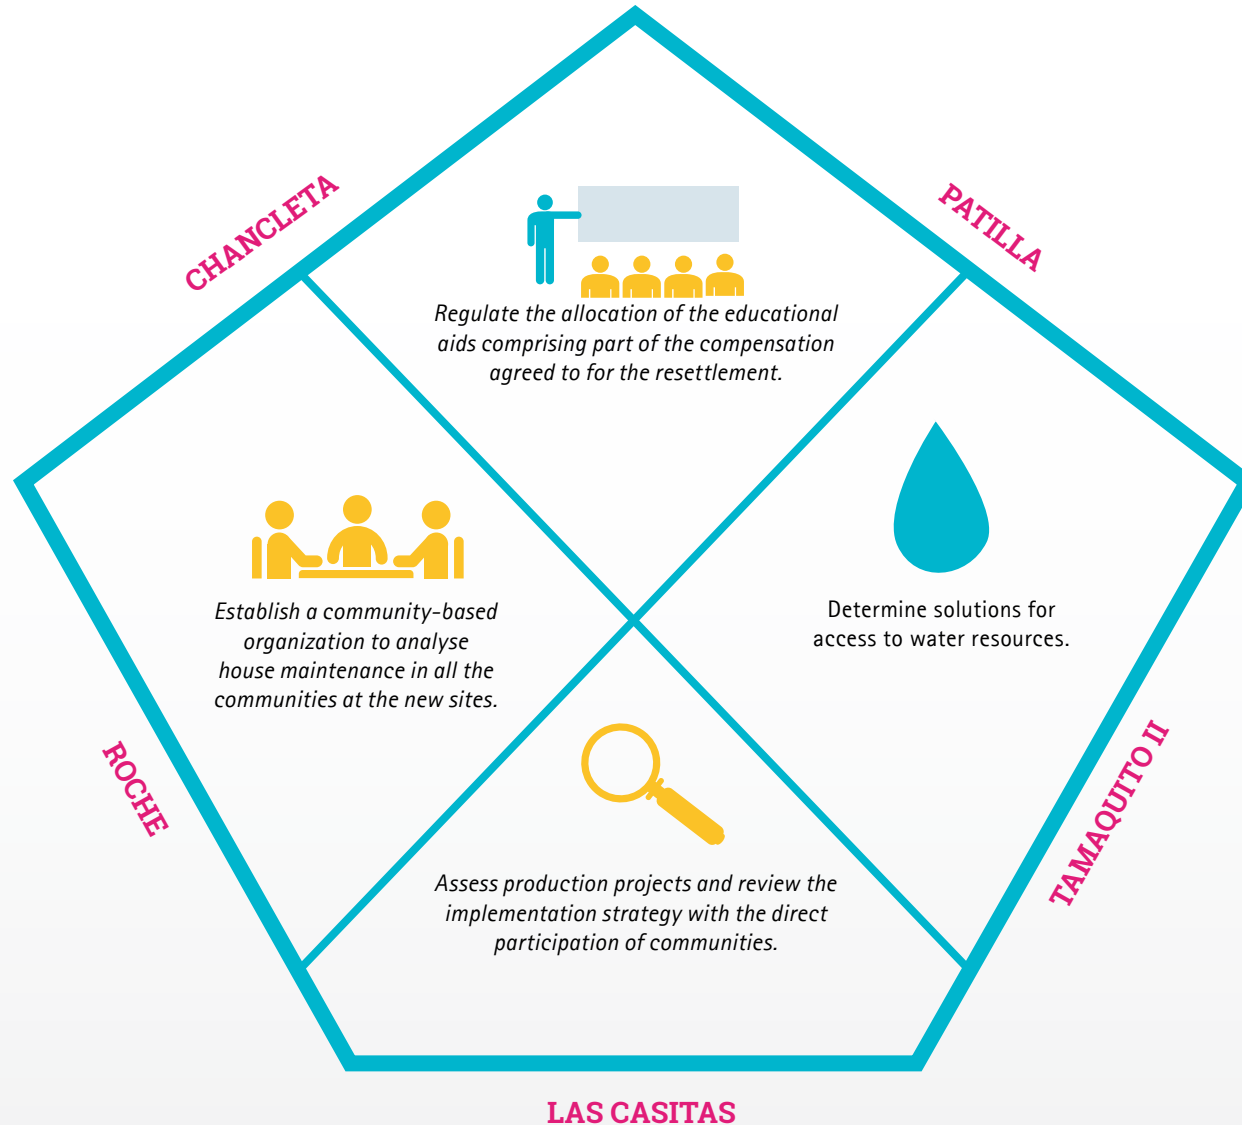 CHANCLETA
PATILLA
Regulate the allocation of the educational
aids comprising part of the compensation
agreed to for the resettlement.
Establish a community-based
organization to analyse
house maintenance in all the
communities at the new sites.
Determine solutions for
access to water resources.
ROCHE
TAMAQUITO II
Assess production projects and review the
implementation strategy with the direct
participation of communities.
LAS CASITAS